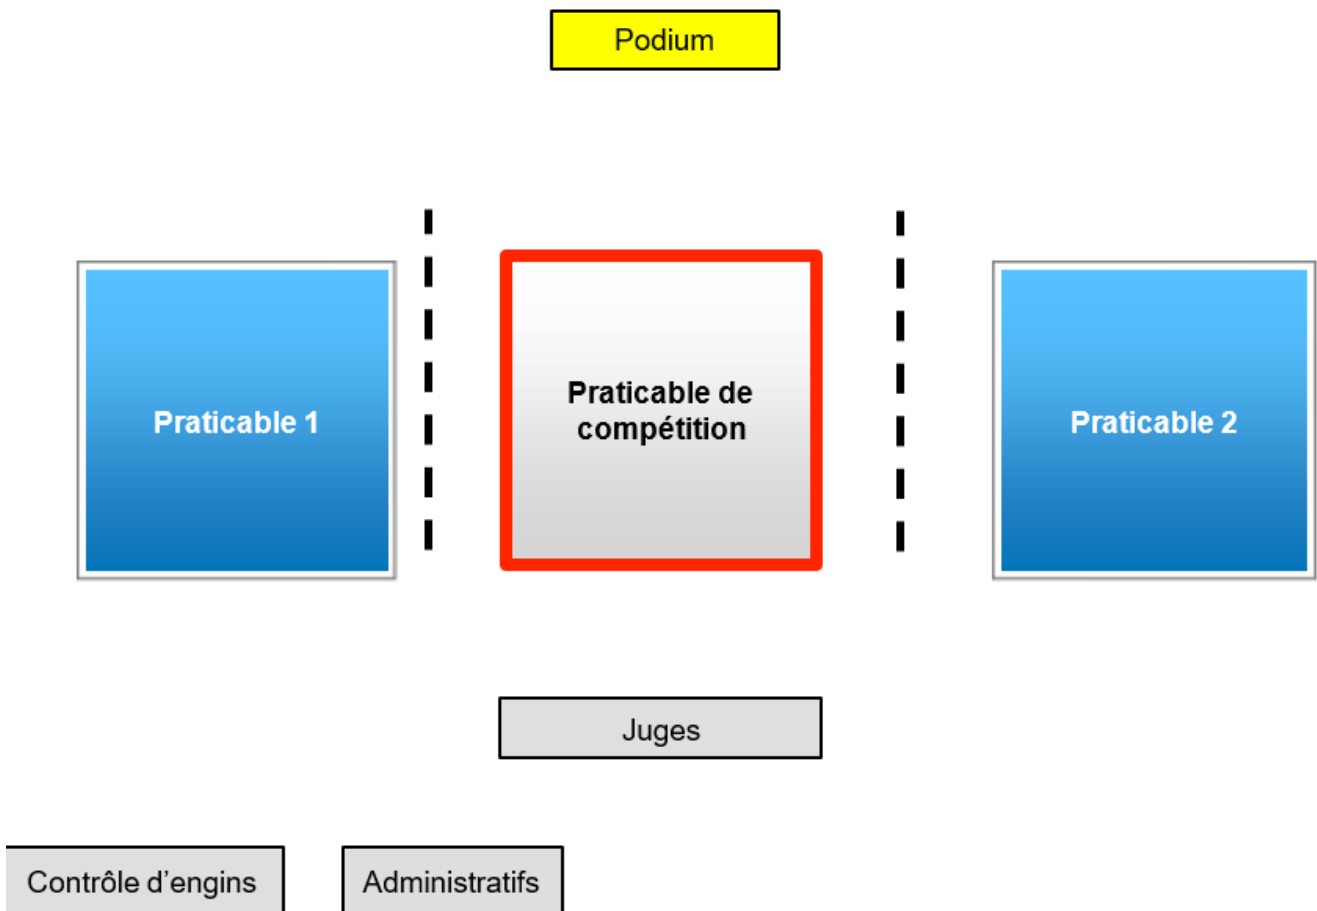 Podium
Praticable 1
Praticable de
compétition
Praticable 2
Juges
Contrôle d’engins
Administratifs